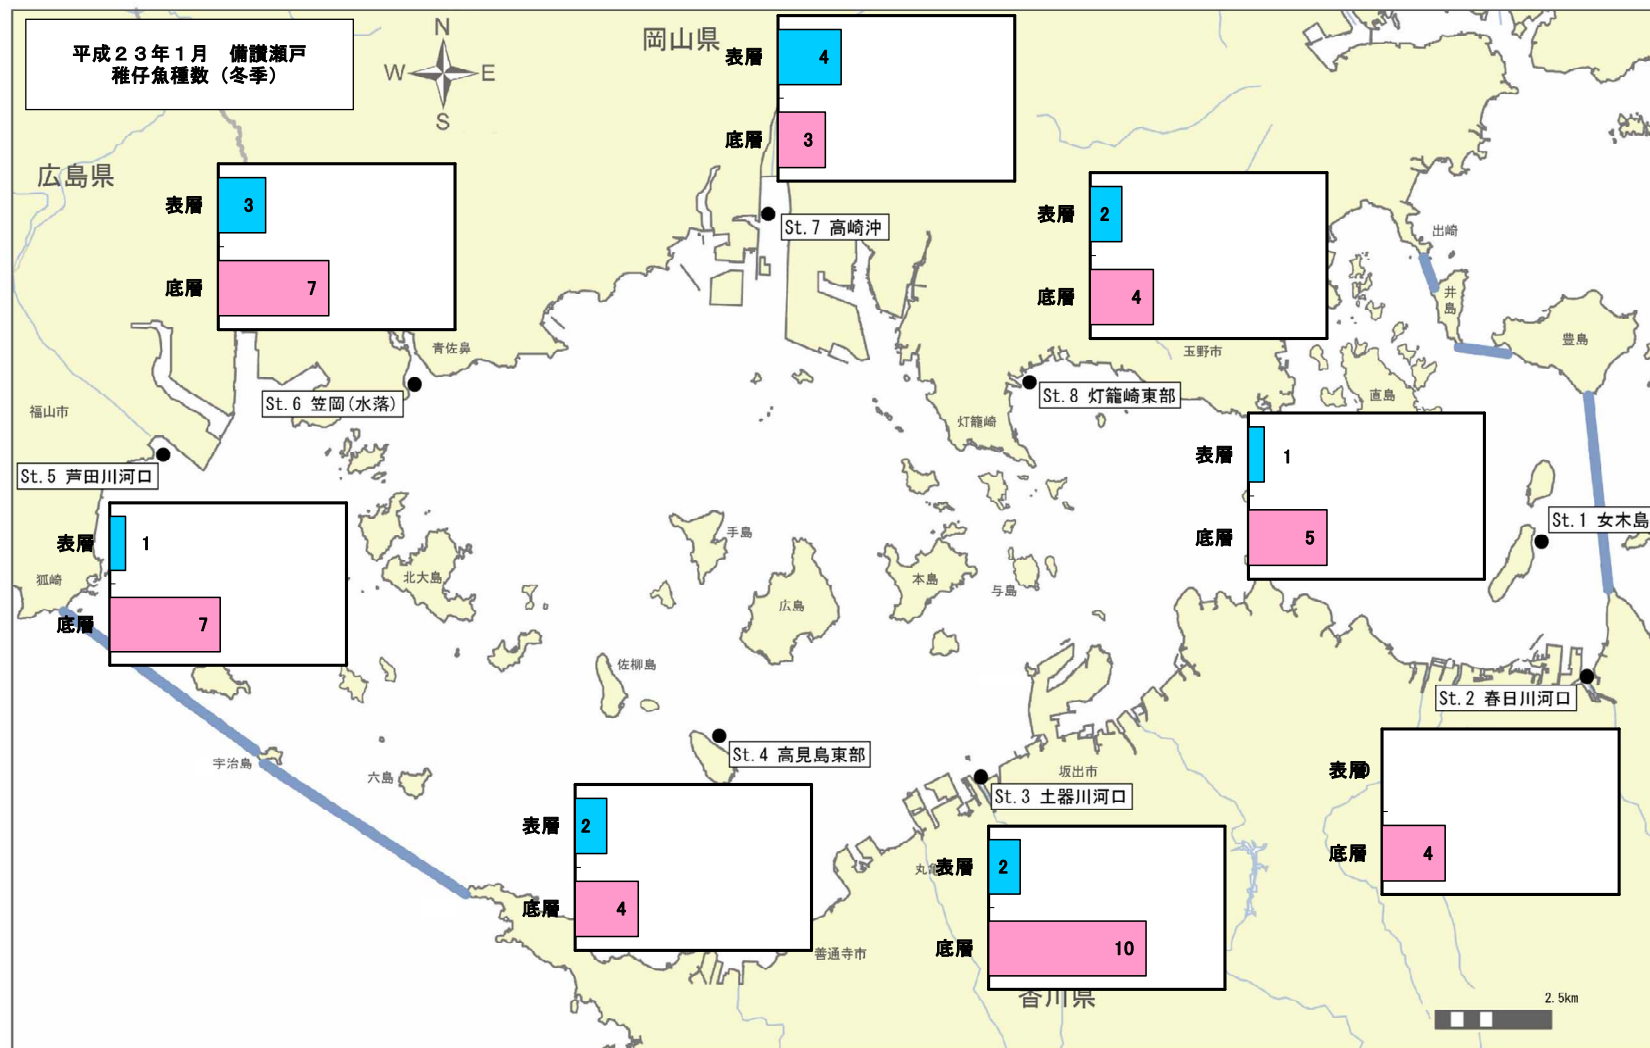 平成２３年１月　備讃瀬戸
稚仔魚種数（冬季）
N
W
E
S
岡山県
広島県
香川県
表層
4
底層
3
St.7 高崎沖
表層
3
底層
7
St.6 笠岡(水落)
青佐鼻
福山市
St.5 芦田川河口
表層
1
底層
7
狐崎
表層
2
底層
4
玉野市
St.8 灯籠崎東部
灯籠崎
出崎
井島
豊島
直島
表層
1
底層
5
St.1 女木島
St.2 春日川河口
表層
0
底層
4
手島
北大島
広島
本島
与島
佐柳島
宇治島
六島
St.4 高見島東部
表層
2
底層
4
坂出市
St.3 土器川河口
丸亀
表層
2
底層
10
善通寺市
2.5km